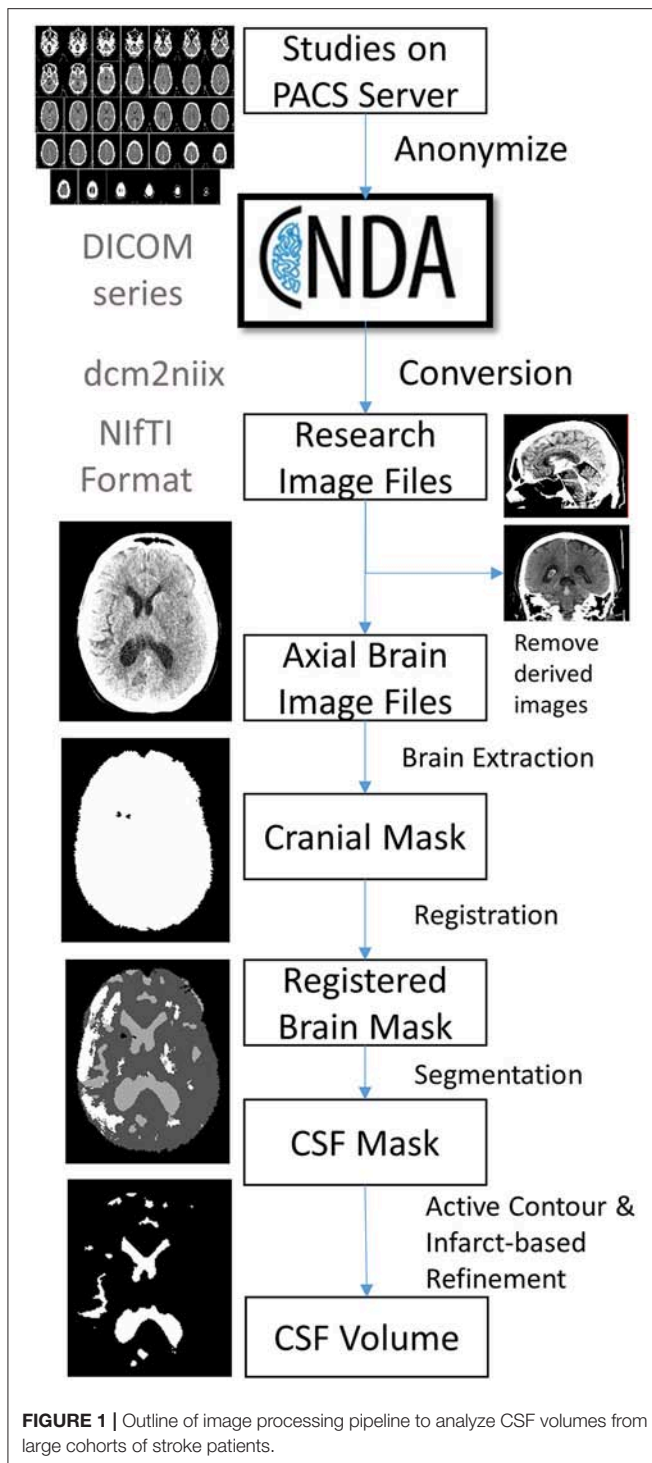 Studies on
PACS Server
Anonymize
CNDA
DICOM
series
dcm2niix
Conversion
NIfTI
Format
Research
Image Files
Remove
derived
images
Axial Brain
Image Files
Brain Extraction
Cranial Mask
Registration
Registered
Brain Mask
Segmentation
CSF Mask
Active Contour &
Infarct-based
Refinement
CSF Volume
FIGURE 1 | Outline of image processing pipeline to analyze CSF volumes from
large cohorts of stroke patients.